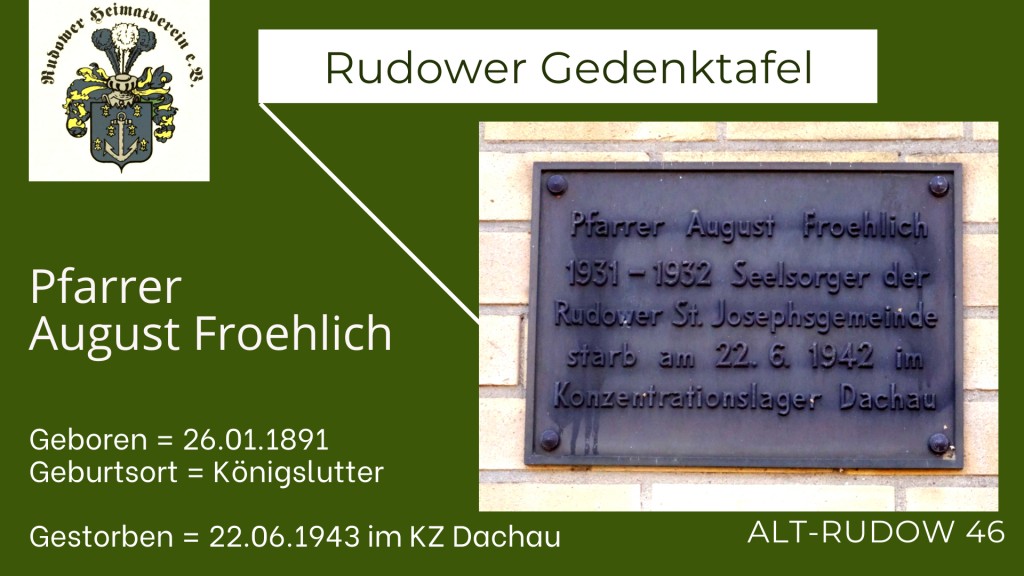 Rudower Heimatverein e.V.
Rudower Gedenktafel
Pfarrer August Froehlich
1931 – 1932 Seelsorger der
Rudower St. Josephsgemeinde
starb am 22. 6. 1942 im
Konzentrationslager Dachau
Pfarrer
August Froehlich
Geboren = 26.01.1891
Geburtsort = Königslutter
Gestorben = 22.06.1943 im KZ Dachau
ALT-RUDOW 46